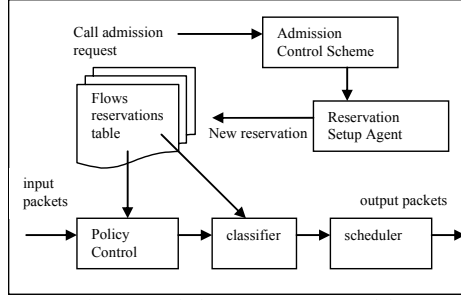 Call admission
request
Admission
Control Scheme
Flows
reservations
table
New reservation
Reservation
Setup Agent
input
packets
output packets
Policy
Control
classifier
scheduler